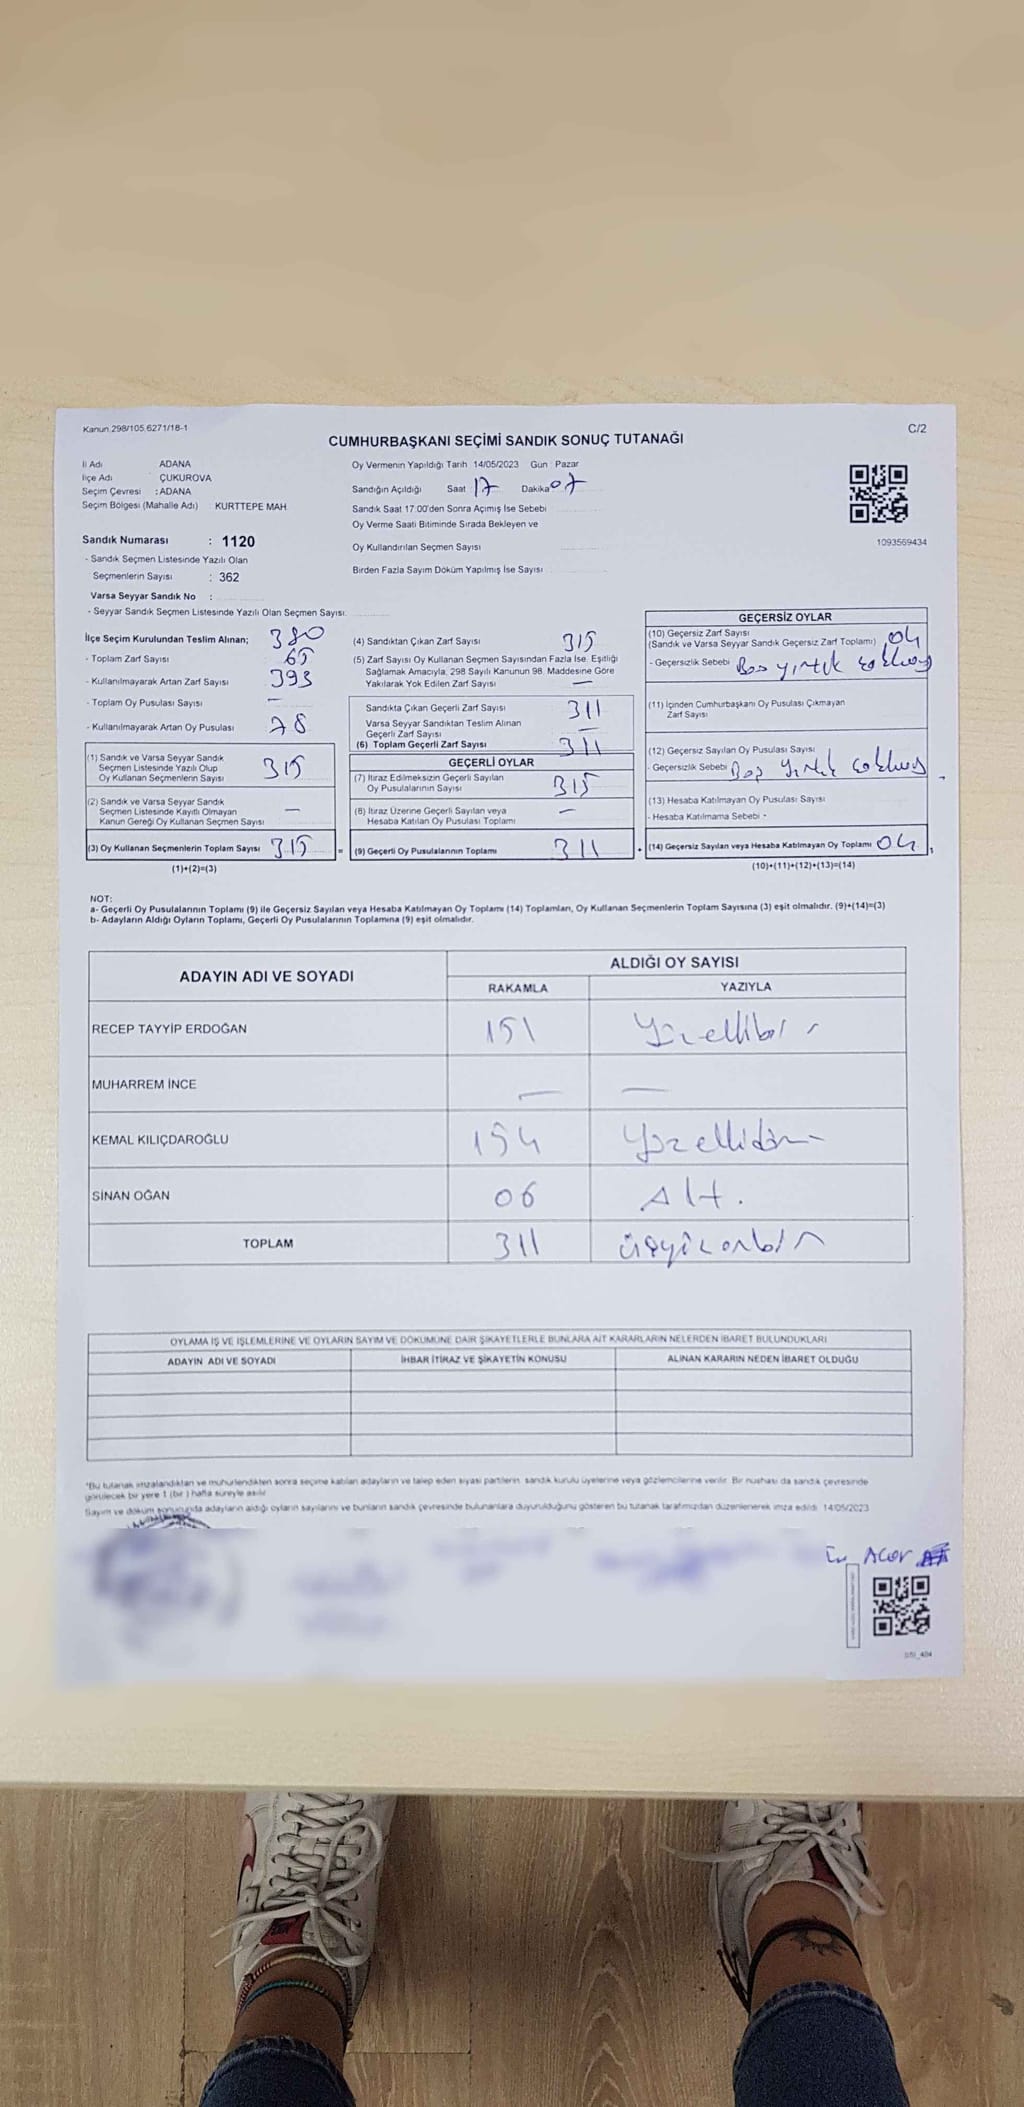 Kanun.298/105.6271/18-1
C/2
CUMHURBAŞKANI SEÇİMİ SANDIK SONUÇ TUTANAĞI
İl Adı ADANA
İlçe Adı ÇUKUROVA
Seçim Çevresi : ADANA
Seçim Bölgesi (Mahalle Adı) KURTTEPE MAH.
Sandık Numarası : 1120
- Sandık Seçmen Listesinde Yazılı Olan
Seçmenlerin Sayısı : 362
Varsa Seyyar Sandık No :
- Seyyar Sandık Seçmen Listesinde Yazılı Olan Seçmen Sayısı:
Oy Vermenin Yapıldığı Tarih 14/05/2023 Gün : Pazar
Sandığın Açıldığı Saat 17 Dakika 07
Sandık Saat 17:00'den Sonra Açımış İse Sebebi
Oy Verme Saati Bitiminde Sırada Bekleyen ve
Oy Kullandırılan Seçmen Sayısı
Birden Fazla Sayım Döküm Yapılmış İse Sayısı
1093569434
İlçe Seçim Kurulundan Teslim Alınan; 380
- Toplam Zarf Sayısı 65
- Kullanılmayarak Artan Zarf Sayısı 393
- Toplam Oy Pusulası Sayısı —
- Kullanılmayarak Artan Oy Pusulası 78
(1) Sandık ve Varsa Seyyar Sandık
Seçmen Listesinde Yazılı Olup
Oy Kullanan Seçmenlerin Sayısı 315
(2) Sandık ve Varsa Seyyar Sandık
Seçmen Listesinde Kayıtlı Olmayan
Kanun Gereği Oy Kullanan Seçmen Sayısı —
(3) Oy Kullanan Seçmenlerin Toplam Sayısı 315 =
(1)+(2)=(3)
(4) Sandıktan Çıkan Zarf Sayısı 315
(5) Zarf Sayısı Oy Kullanan Seçmen Sayısından Fazla İse, Eşitliği
Sağlamak Amacıyla, 298 Sayılı Kanunun 98. Maddesine Göre
Yakılarak Yok Edilen Zarf Sayısı —
Sandıkta Çıkan Geçerli Zarf Sayısı 311
Varsa Seyyar Sandıktan Teslim Alınan
Geçerli Zarf Sayısı —
(6) Toplam Geçerli Zarf Sayısı 311
GEÇERLİ OYLAR
(7) İtiraz Edilmeksizin Geçerli Sayılan
Oy Pusulalarının Sayısı 315
(8) İtiraz Üzerine Geçerli Sayılan veya
Hesaba Katılan Oy Pusulası Toplamı —
(9) Geçerli Oy Pusulalarının Toplamı 311 +
GEÇERSİZ OYLAR
(10) Geçersiz Zarf Sayısı
(Sandık ve Varsa Seyyar Sandık Geçersiz Zarf Toplamı) 04
- Geçersizlik Sebebi Boş yırtık
(11) İçinden Cumhurbaşkanı Oy Pusulası Çıkmayan
Zarf Sayısı
(12) Geçersiz Sayılan Oy Pusulası Sayısı
- Geçersizlik Sebebi Boş Yırtık
(13) Hesaba Katılmayan Oy Pusulası Sayısı
- Hesaba Katılmama Sebebi
(14) Geçersiz Sayılan veya Hesaba Katılmayan Oy Toplamı 04
(10)+(11)+(12)+(13)=(14)
NOT:
a- Geçerli Oy Pusulalarının Toplamı (9) ile Geçersiz Sayılan veya Hesaba Katılmayan Oy Toplamı (14) Toplamları, Oy Kullanan Seçmenlerin Toplam Sayısına (3) eşit olmalıdır. (9)+(14)=(3)
b- Adayların Aldığı Oyların Toplamı, Geçerli Oy Pusulalarının Toplamına (9) eşit olmalıdır.
ADAYIN ADI VE SOYADI
ALDIĞI OY SAYISI
RAKAMLA YAZIYLA
RECEP TAYYİP ERDOĞAN 151 Yüzellibir
MUHARREM İNCE — —
KEMAL KILIÇDAROĞLU 154 Yüzellidört
SİNAN OĞAN 06 Altı
TOPLAM 311 üçyüzonbir
OYLAMA İŞ VE İŞLEMLERİNE VE OYLARIN SAYIM VE DÖKÜMÜNE DAİR ŞİKAYETLERLE BUNLARA AİT KARARLARIN NELERDEN İBARET BULUNDUKLARI
ADAYIN ADI VE SOYADI İHBAR İTİRAZ VE ŞİKAYETİN KONUSU ALINAN KARARIN NEDEN İBARET OLDUĞU
*Bu tutanak imzalandıktan ve mühürlendikten sonra seçime katılan adayların ve talep eden siyasi partilerin, sandık kurulu üyelerine veya gözlemcilerine verilir. Bir nüshası da sandık çevresinde
görülecek bir yere 1 (bir ) hafta süreyle asılır
Sayım ve döküm sonucunda adayların aldığı oyların sayılarını ve bunların sandık çevresinde bulunanlara duyurulduğunu gösteren bu tutanak tarafımızdan düzenlenerek imza edildi. 14/05/2023
Acar